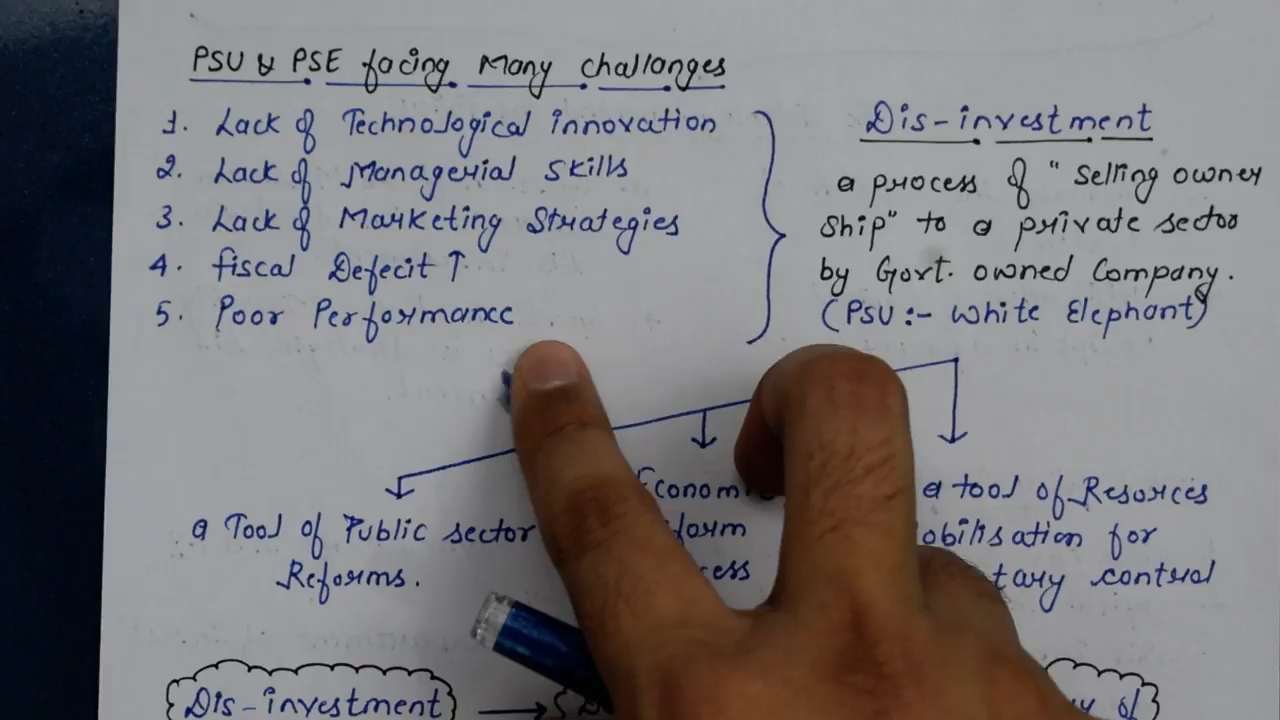 PSU & PSE facing Many challanges
1. Lack of Technological innovation
2. Lack of Managerial Skills
3. Lack of Marketing Strategies
4. fiscal Defecit ↑
5. Poor Performance
Dis-investment
a process of "Selling owner
Ship" to a private sector
by Govt. owned Company.
(PSU :- White Elephant)
a Tool of Public sector
Reforms.
a tool of Resorces
for
control
Dis-investment